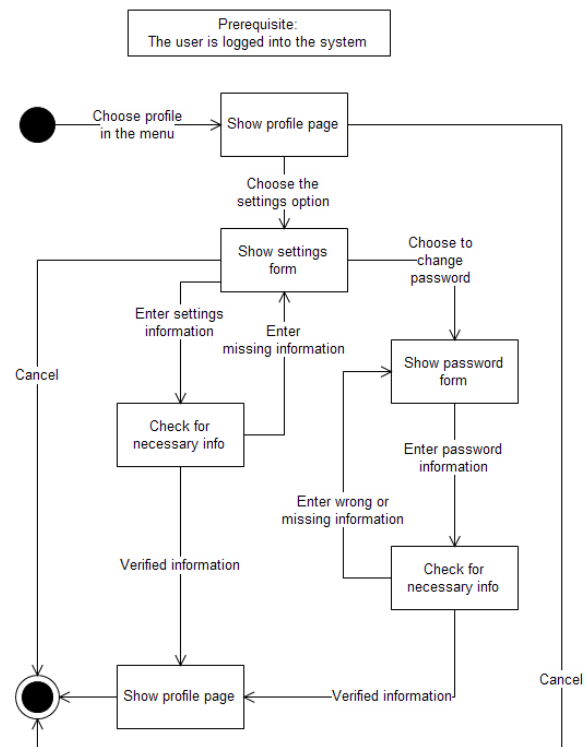 Prerequisite:
The user is logged into the system
Choose profile
in the menu
Show profile page
Choose the
settings option
Show settings
form
Choose to
change
password
Enter settings
information
Enter
missing information
Cancel
Show password
form
Check for
necessary info
Enter password
information
Enter wrong or
missing information
Verified information
Check for
necessary info
Show profile page
Verified information
Cancel